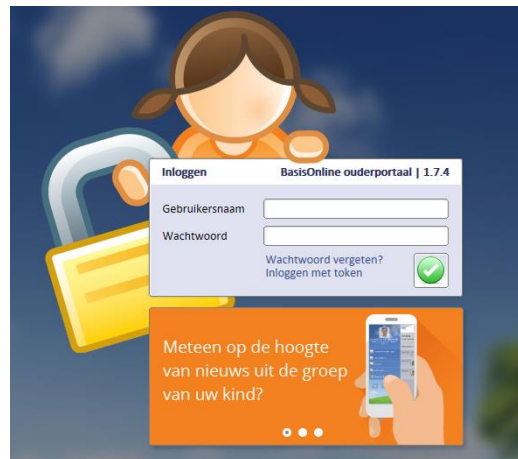 Inloggen BasisOnline ouderportaal | 1.7.4
Gebruikersnaam
Wachtwoord
Wachtwoord vergeten?
Inloggen met token
Meteen op de hoogte
van nieuws uit de groep
van uw kind?